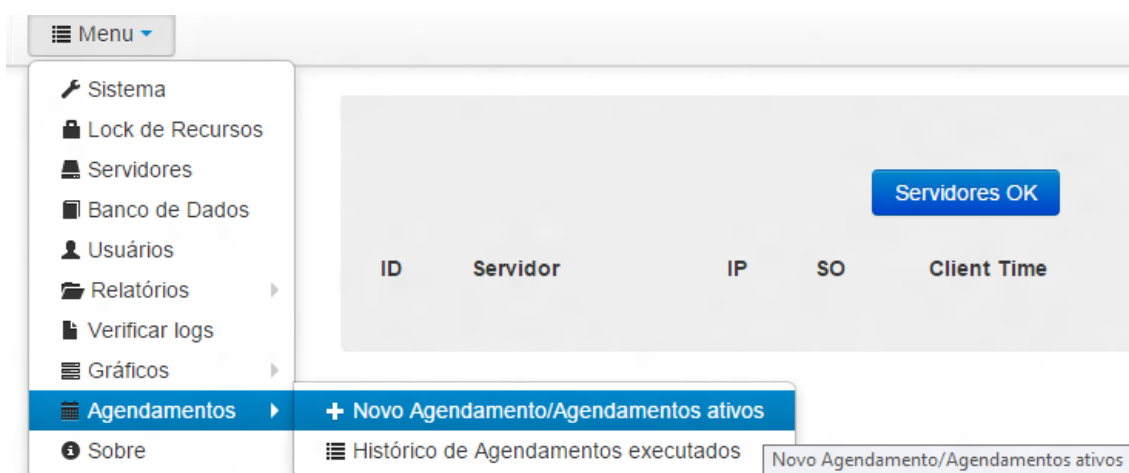 Menu
Sistema
Lock de Recursos
Servidores
Banco de Dados
Usuários
Relatórios
Verificar logs
Gráficos
Agendamentos
Sobre
Novo Agendamento/Agendamentos ativos
Histórico de Agendamentos executados
Novo Agendamento/Agendamentos ativos
Servidores OK
ID Servidor IP SO Client Time